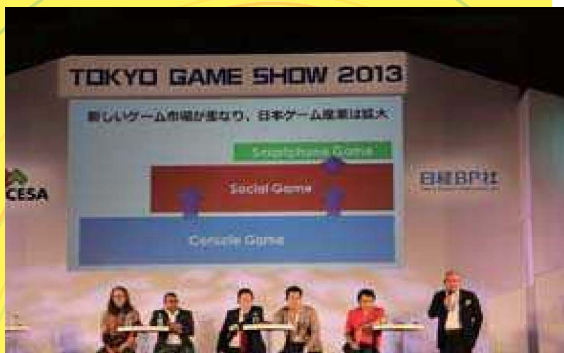 TOKYO GAME SHOW 2013
新しいゲーム市場が重なり、日本ゲーム産業は拡大
Smartphone Game
Social Game
CESA
日経BP社
Console Game